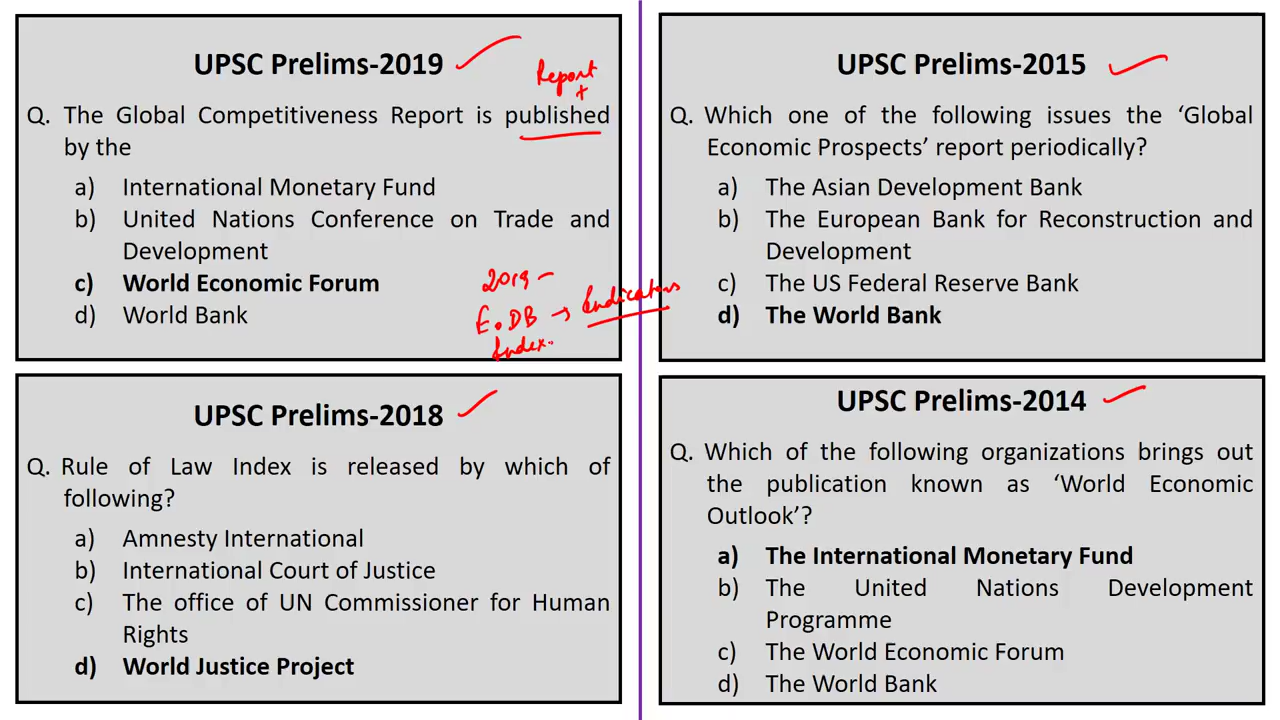 UPSC Prelims-2019
Report
+
Q. The Global Competitiveness Report is published
by the
a) International Monetary Fund
b) United Nations Conference on Trade and
Development
c) World Economic Forum
d) World Bank
2019 –
E.DB → Indicators
Index.
UPSC Prelims-2015
Q. Which one of the following issues the ‘Global
Economic Prospects’ report periodically?
a) The Asian Development Bank
b) The European Bank for Reconstruction and
Development
c) The US Federal Reserve Bank
d) The World Bank
UPSC Prelims-2018
Q. Rule of Law Index is released by which of
following?
a) Amnesty International
b) International Court of Justice
c) The office of UN Commissioner for Human
Rights
d) World Justice Project
UPSC Prelims-2014
Q. Which of the following organizations brings out
the publication known as ‘World Economic
Outlook’?
a) The International Monetary Fund
b) The United Nations Development
Programme
c) The World Economic Forum
d) The World Bank